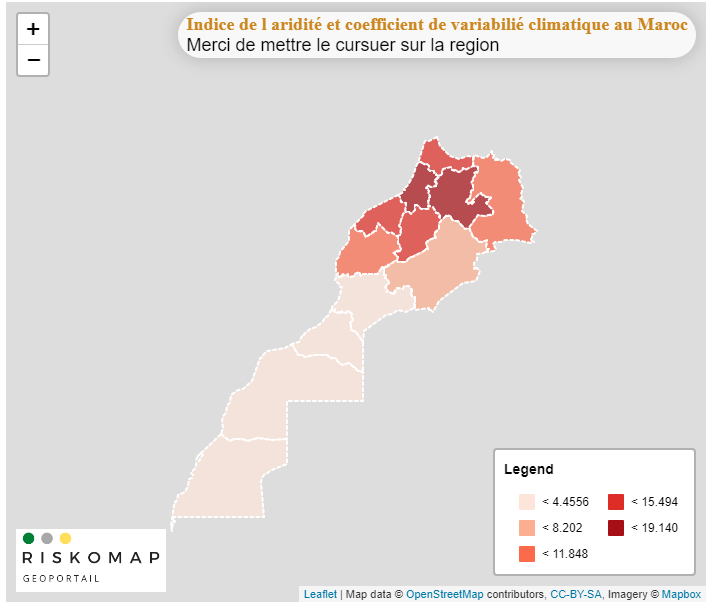 +
−
Indice de l aridité et coefficient de variabilié climatique au Maroc
Merci de mettre le cursuer sur la region
Legend
< 4.4556
< 8.202
< 11.848
< 15.494
< 19.140
RISKOMAP
GEOPORTAIL
Leaflet | Map data © OpenStreetMap contributors, CC-BY-SA, Imagery © Mapbox